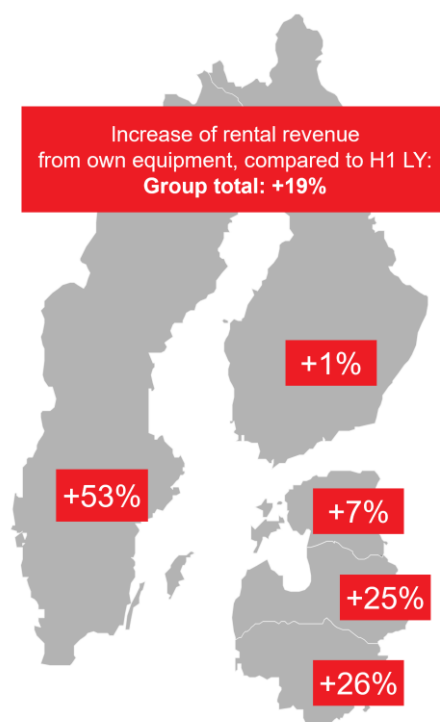 Increase of rental revenue
from own equipment, compared to H1 LY:
Group total: +19%
+1%
+53%
+7%
+25%
+26%